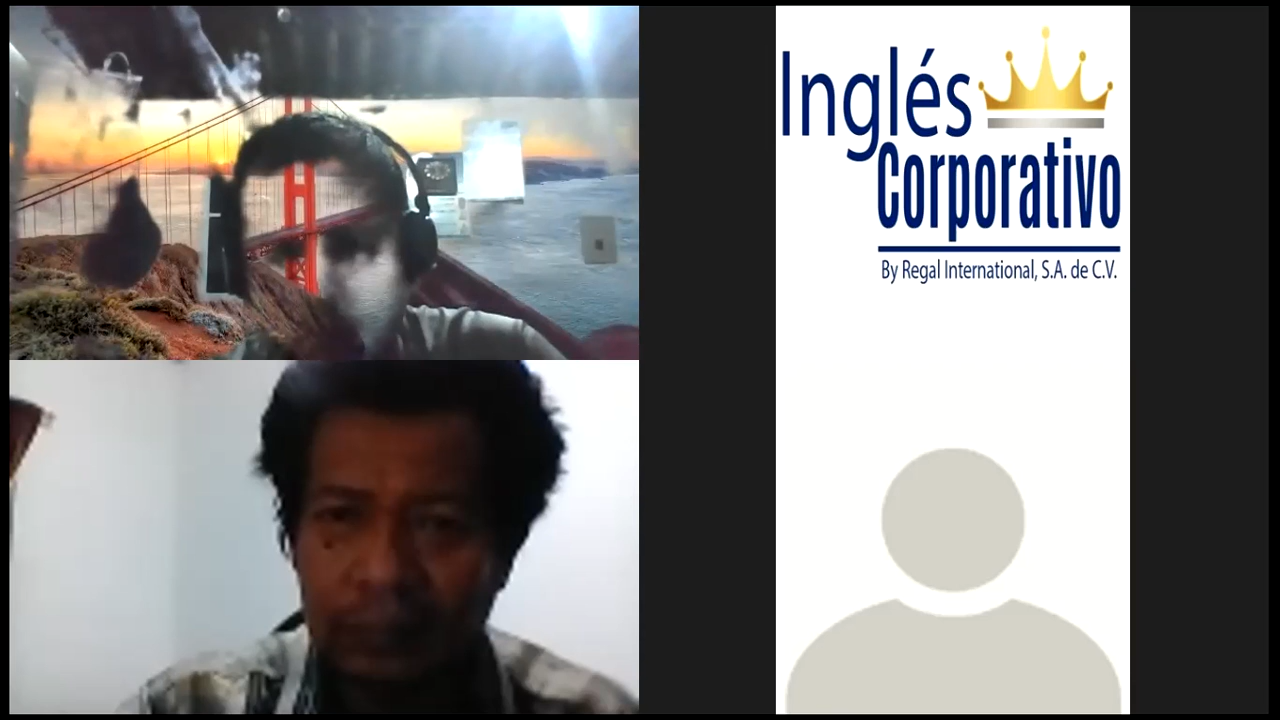 Inglés
Corporativo
By Regal International, S.A. de C.V.